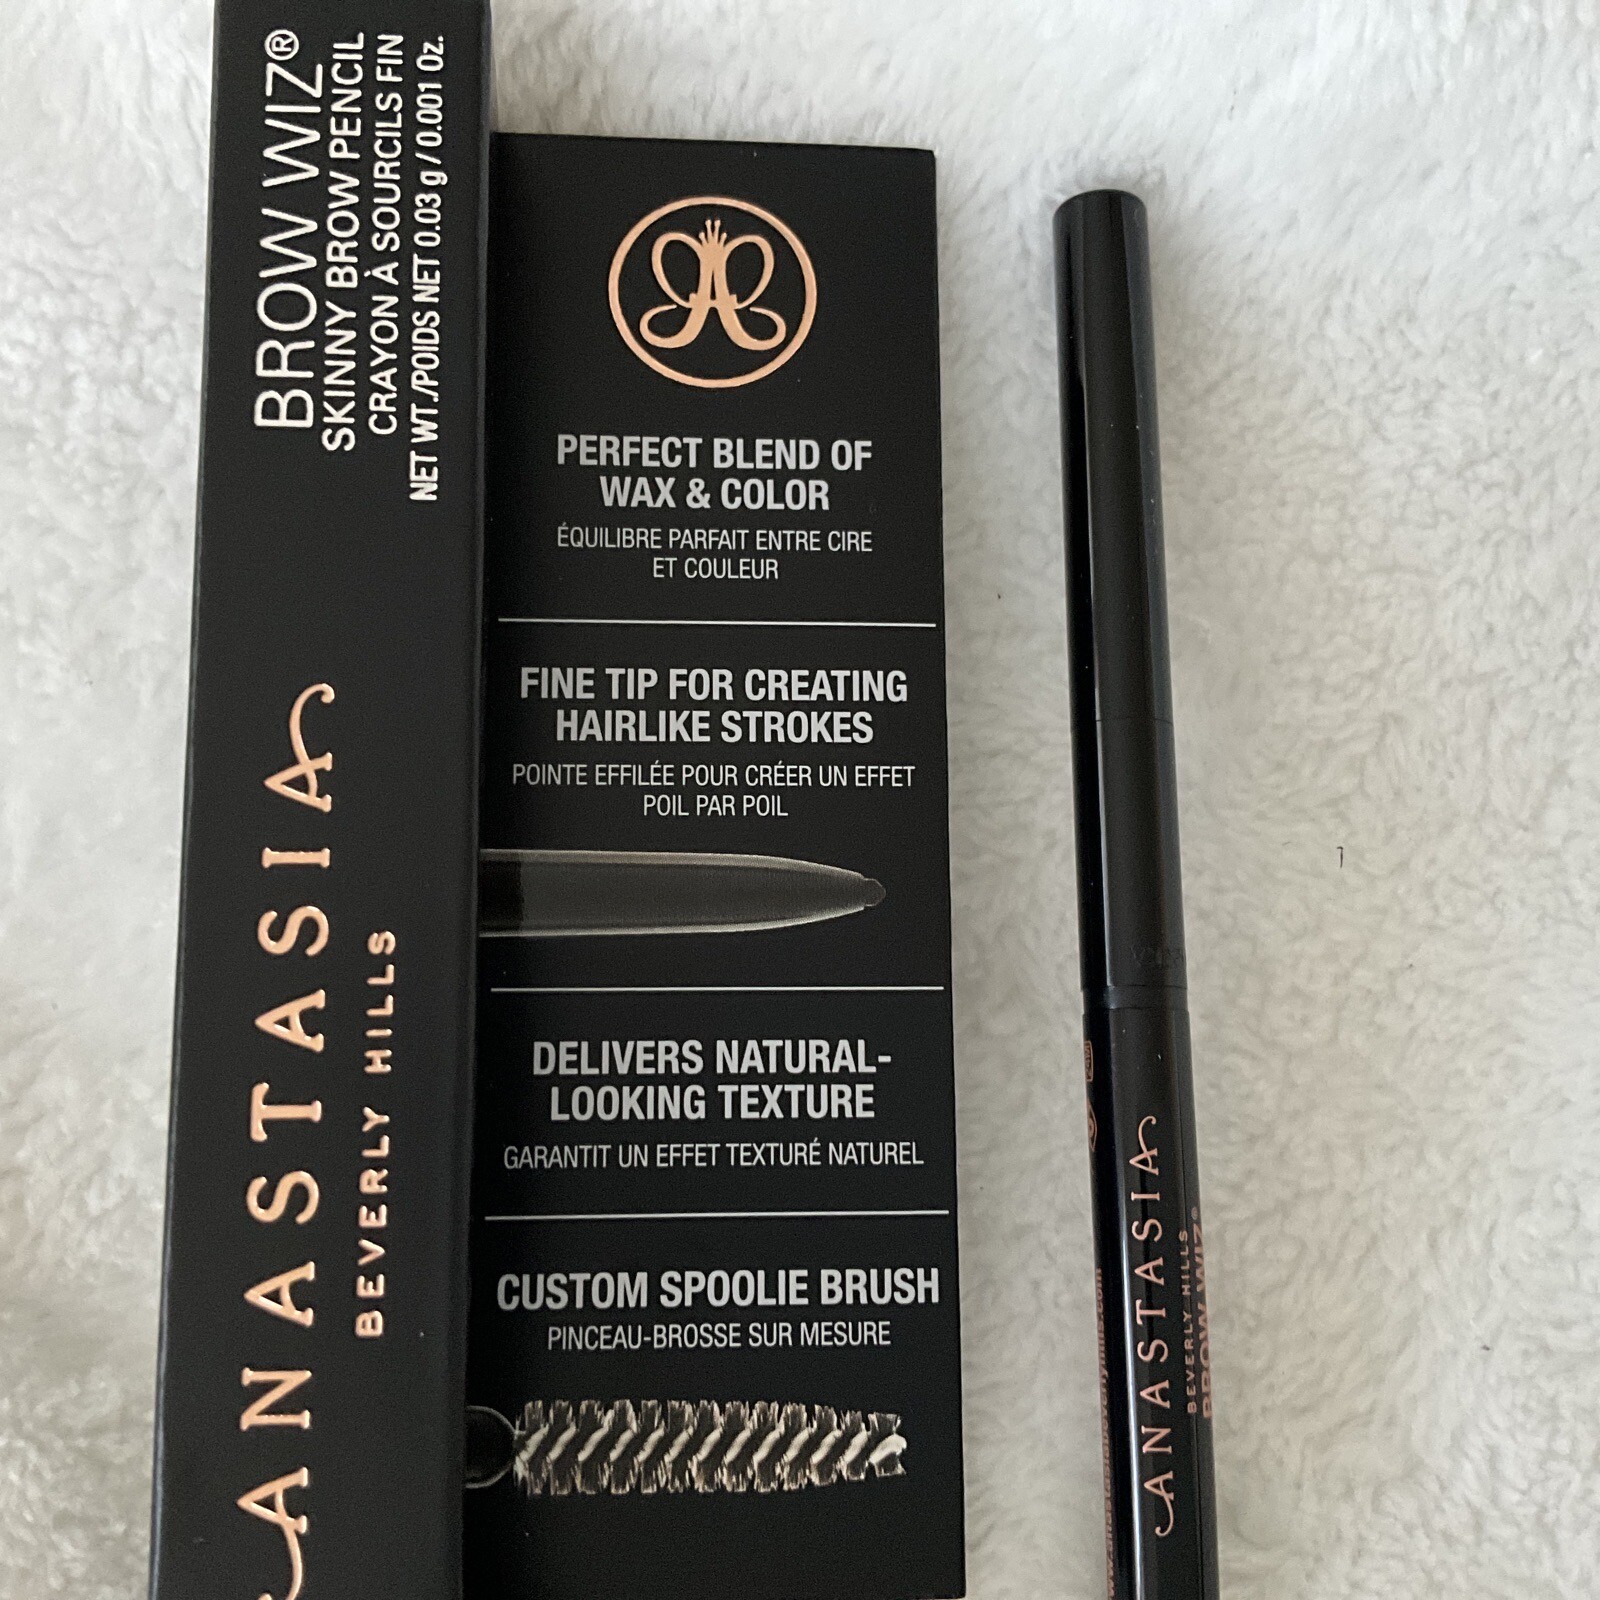 BROW WIZ®
SKINNY BROW PENCIL
CRAYON À SOURCILS FIN
NET WT./POIDS NET 0.03 g / 0.001 Oz.
ANASTASIA
BEVERLY HILLS
PERFECT BLEND OF
WAX & COLOR
ÉQUILIBRE PARFAIT ENTRE CIRE
ET COULEUR
FINE TIP FOR CREATING
HAIRLIKE STROKES
POINTE EFFILÉE POUR CRÉER UN EFFET
POIL PAR POIL
DELIVERS NATURAL-
LOOKING TEXTURE
GARANTIT UN EFFET TEXTURÉ NATUREL
CUSTOM SPOOLIE BRUSH
PINCEAU-BROSSE SUR MESURE
ANASTASIA
BEVERLY HILLS
BROW WIZ®
www.anastasiabeverlyhills.com